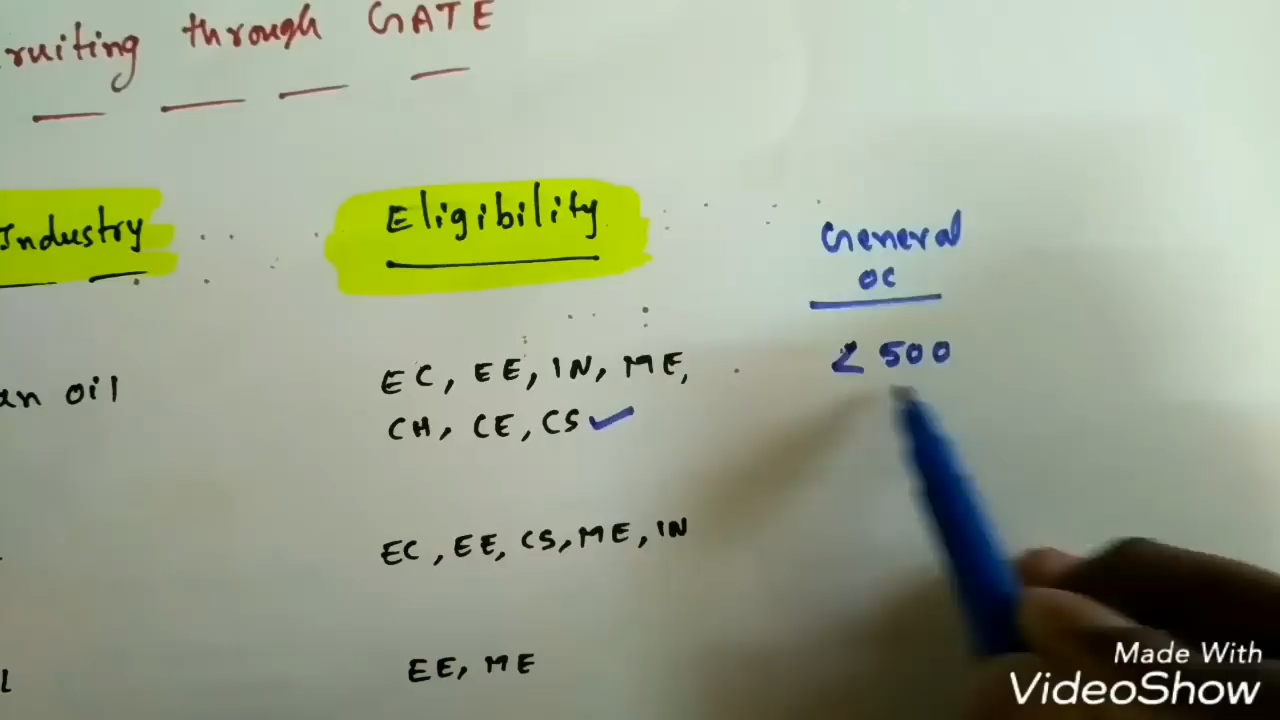 ruiting through GATE
Industry
Eligibility
General
OC
an oil
EC, EE, IN, ME,
< 500
CH, CE, CS ✓
EC, EE, CS, ME, IN
L
EE, ME
Made With
VideoShow